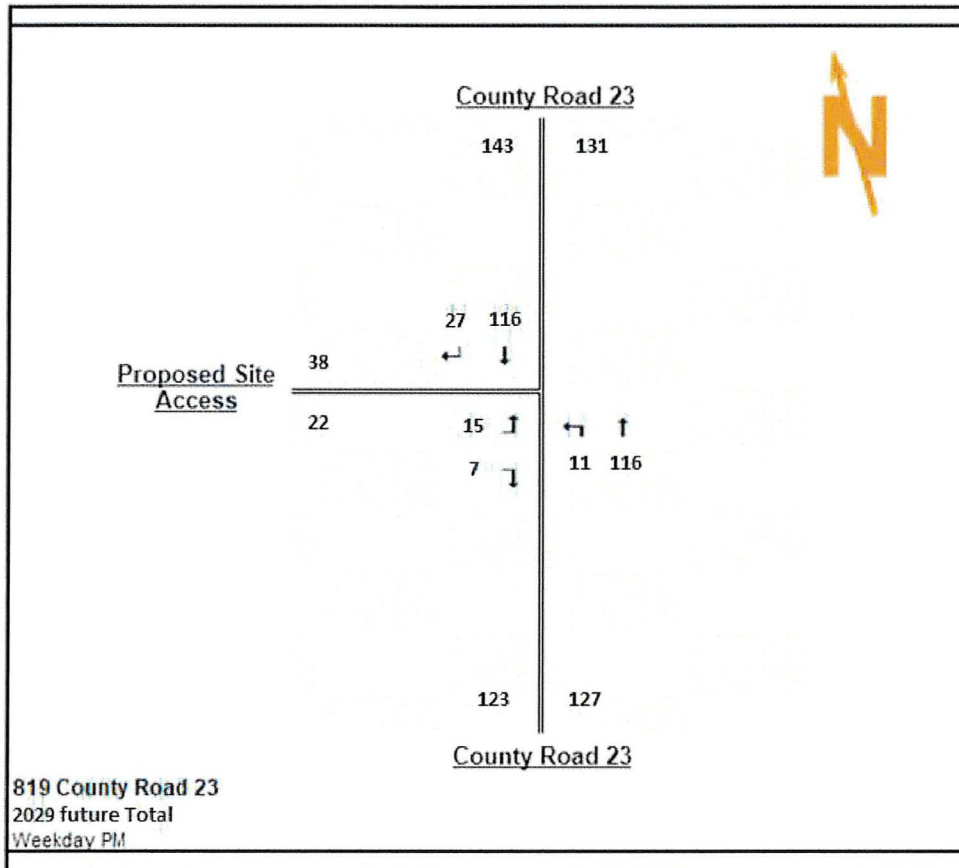 N
County Road 23
143 131
27 116
38
Proposed Site
Access
22
15
7
11 116
123 127
County Road 23
819 County Road 23
2029 future Total
Weekday PM